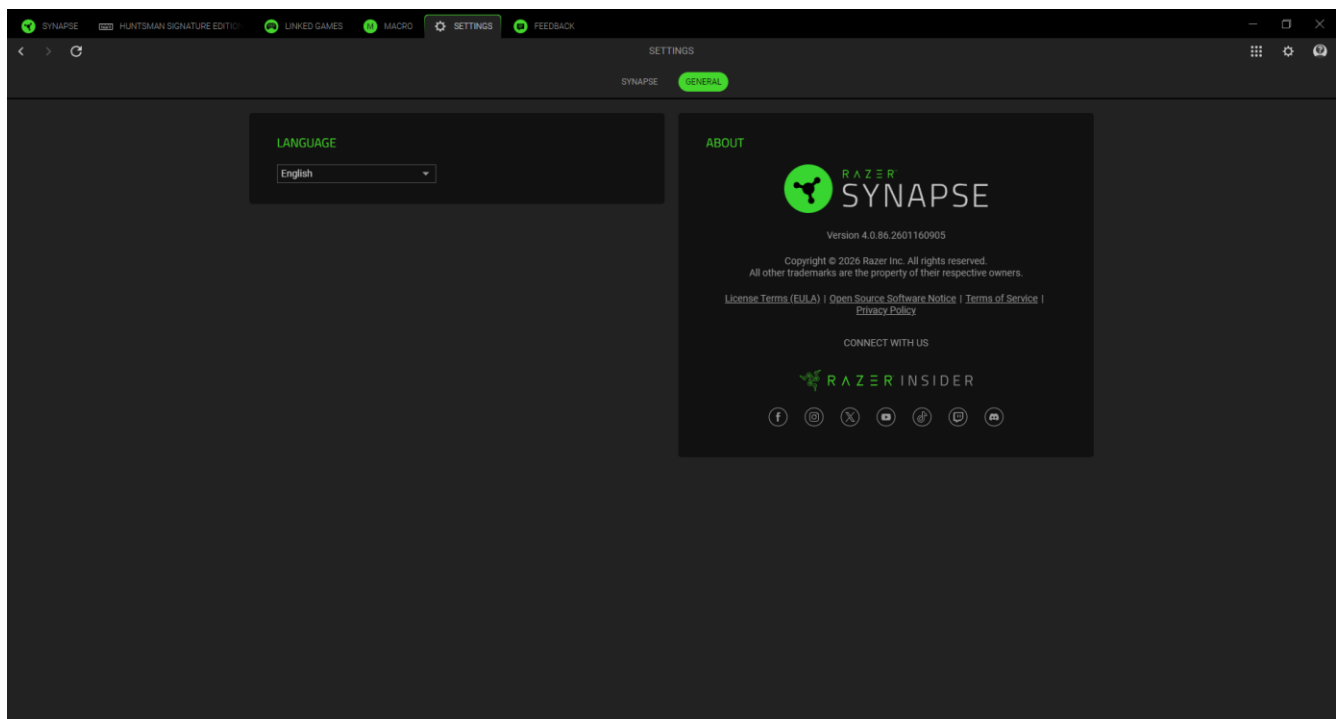 SYNAPSE HUNTSMAN SIGNATURE EDITIO LINKED GAMES M MACRO SETTINGS FEEDBACK
SETTINGS
SYNAPSE GENERAL
LANGUAGE
English
ABOUT
RAZER
SYNAPSE
Version 4.0.86.2601160905
Copyright © 2026 Razer Inc. All rights reserved.
All other trademarks are the property of their respective owners.
License Terms (EULA) | Open Source Software Notice | Terms of Service |
Privacy Policy
CONNECT WITH US
RAZER INSIDER